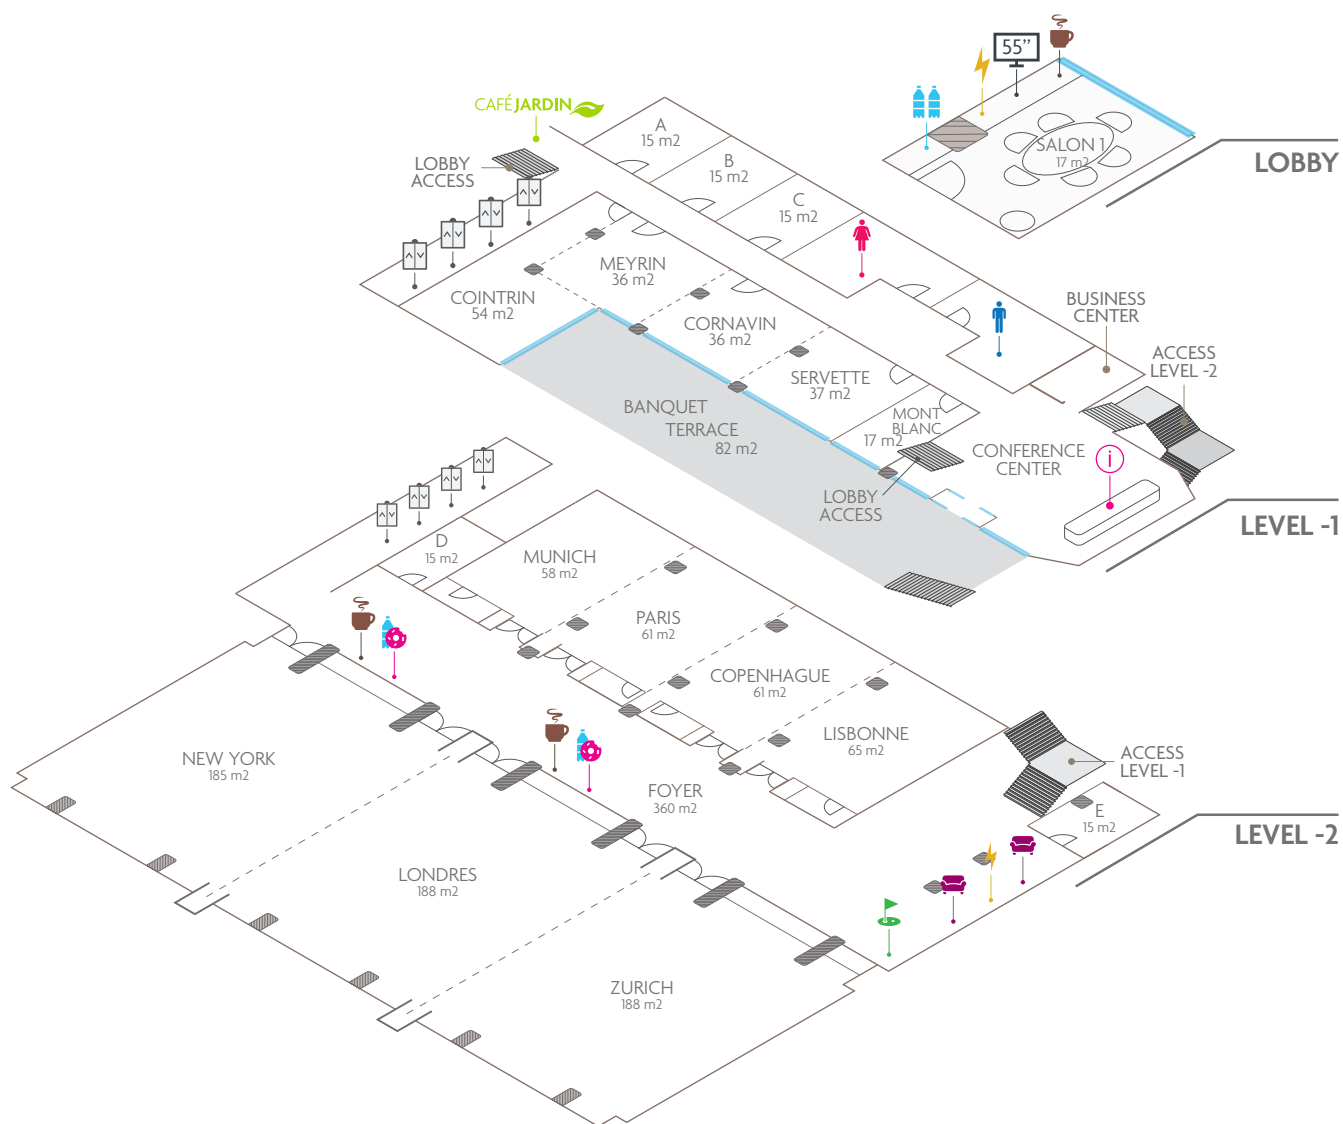 55”
SALON 1
17 m2
LOBBY
CAFÉJARDIN
LOBBY
ACCESS
A
15 m2
B
15 m2
C
15 m2
MEYRIN
36 m2
COINTRIN
54 m2
CORNAVIN
36 m2
SERVETTE
37 m2
MONT
BLANC
17 m2
BUSINESS
CENTER
ACCESS
LEVEL -2
BANQUET
TERRACE
82 m2
CONFERENCE
CENTER
i
LOBBY
ACCESS
LEVEL -1
D
15 m2
MUNICH
58 m2
PARIS
61 m2
COPENHAGUE
61 m2
LISBONNE
65 m2
ACCESS
LEVEL -1
E
15 m2
NEW YORK
185 m2
FOYER
360 m2
LONDRES
188 m2
ZURICH
188 m2
LEVEL -2